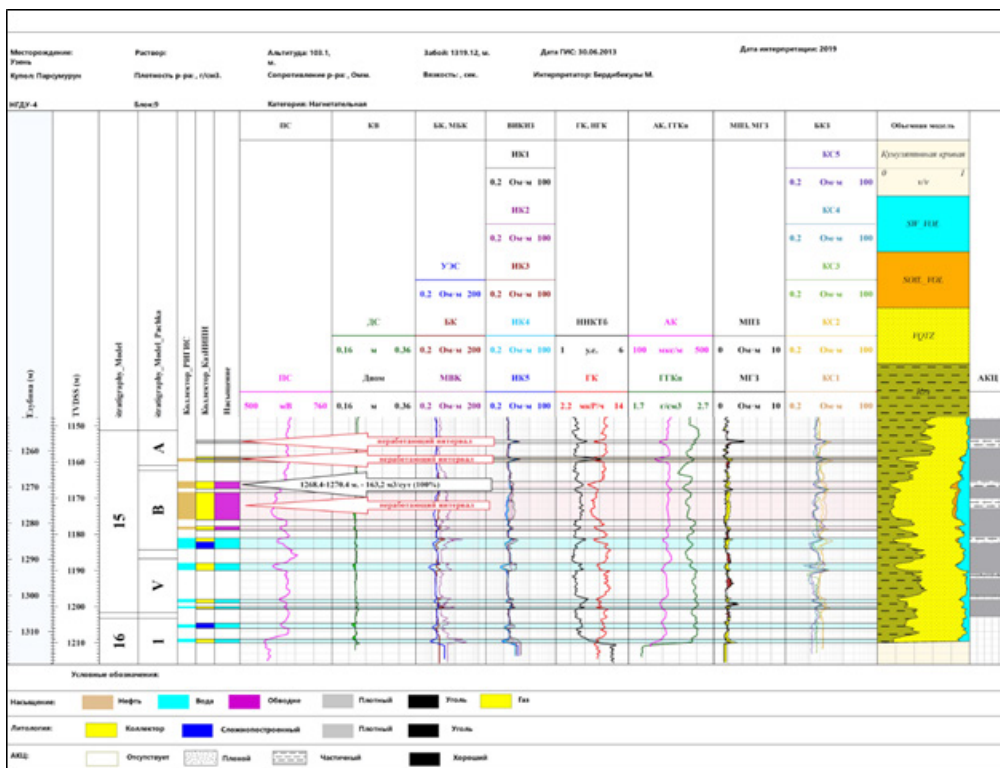 Месторождение:
Узень
Раствор:
Альтитуда: 103.1,
м.
Забой: 1319.12, м.
Дата ГИС: 30.06.2013
Дата интерпретации: 2019
Купол: Парсумурун
Плотность р-ра: , г/см3.
Сопротивление р-ра: , Омм.
Вязкость: , сек.
Интерпретатор: Бердибекулы М.
НГДУ-4
Блок:9
Категория: Нагнетательная
Глубина (м)
TVDSS (м)
stratigraphy_Model
stratigraphy_Model_Pachka
Коллектор_РИГИС
Коллектор_КазНИПИ
Насыщение
ПС
КВ
БК, МБК
ВИКИЗ
ГК, НГК
АК, ГГКп
МПЗ, МГЗ
БКЗ
Объемная модель
ИК1
КС5
Кумулятивная кривая
0.2 Ом·м 100
0.2 Ом·м 100
0 1
v/v
ИК2
КС4
SW_VOL
0.2 Ом·м 100
0.2 Ом·м 100
УЭС
ИК3
КС3
SOIL_VOL
0.2 Ом·м 200
0.2 Ом·м 100
0.2 Ом·м 100
ДС
БК
ИК4
ННКТб
АК
МПЗ
КС2
VQTZ
0.16 м 0.36
0.2 Ом·м 200
0.2 Ом·м 100
1 у.е. 6
100 мкс/м 500
0 Ом·м 10
0.2 Ом·м 100
ПС
Дном
МБК
ИК5
ГК
ГГКп
МГЗ
КС1
АКЦ
500 мВ 760
0.16 м 0.36
0.2 Ом·м 200
0.2 Ом·м 100
2.2 мкР/ч 14
1.7 г/см3 2.7
0 Ом·м 10
0.2 Ом·м 100
1150
1260
A
неработающий интервал
1160
неработающий интервал
1270
1268.4-1270.4 м. - 163,2 м3/сут (100%)
1170
15
B
неработающий интервал
1280
1180
1290
1190
V
1300
1200
1310
1210
16
1
Условные обозначения:
Насыщение:
Нефть
Вода
Обводки
Плотный
Уголь
Газ
Литология:
Коллектор
Сложнопостроенный
Плотный
Уголь
АКЦ:
Отсутствует
Плохой
Частичный
Хороший